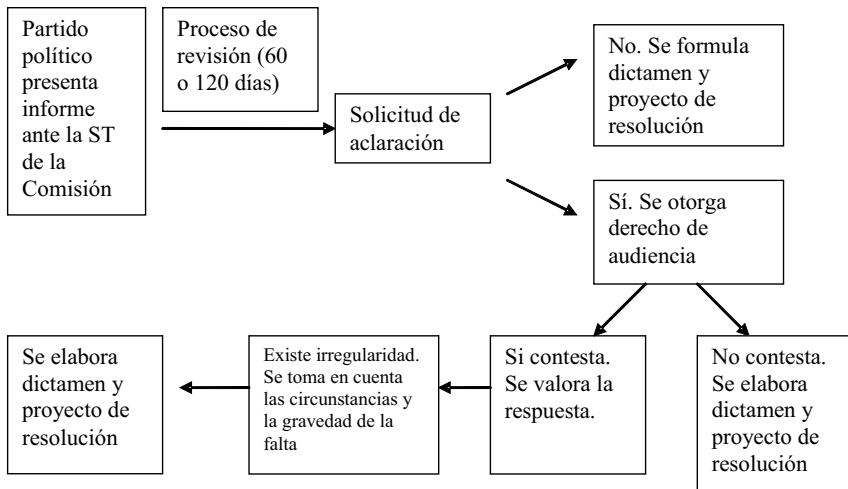 Partido
político
presenta
informe
ante la ST
de la
Comisión
Proceso de
revisión (60
o 120 días)
Solicitud de
aclaración
No. Se formula
dictamen y
proyecto de
resolución
Sí. Se otorga
derecho de
audiencia
Se elabora
dictamen y
proyecto de
resolución
Existe irregularidad.
Se toma en cuenta
las circunstancias y
la gravedad de la
falta
Si contesta.
Se valora la
respuesta.
No contesta.
Se elabora
dictamen y
proyecto de
resolución